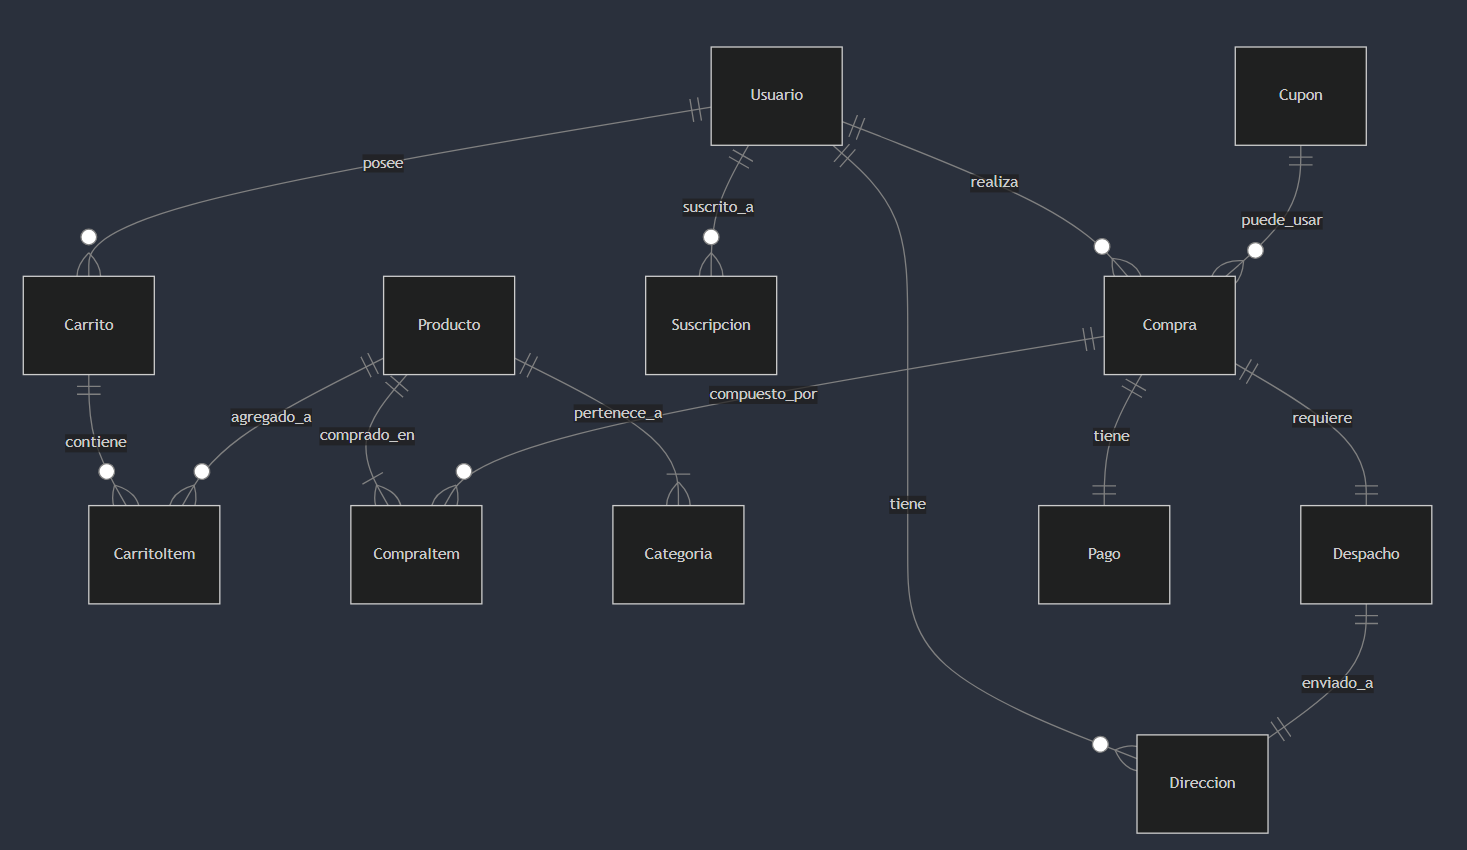 Usuario
Cupon
posee
realiza
suscrito_a
puede_usar
Carrito
Producto
Suscripcion
Compra
compuesto_por
pertenece_a
agregado_a
requiere
comprado_en
tiene
contiene
tiene
CarritoItem
CompraItem
Categoria
Pago
Despacho
enviado_a
Direccion